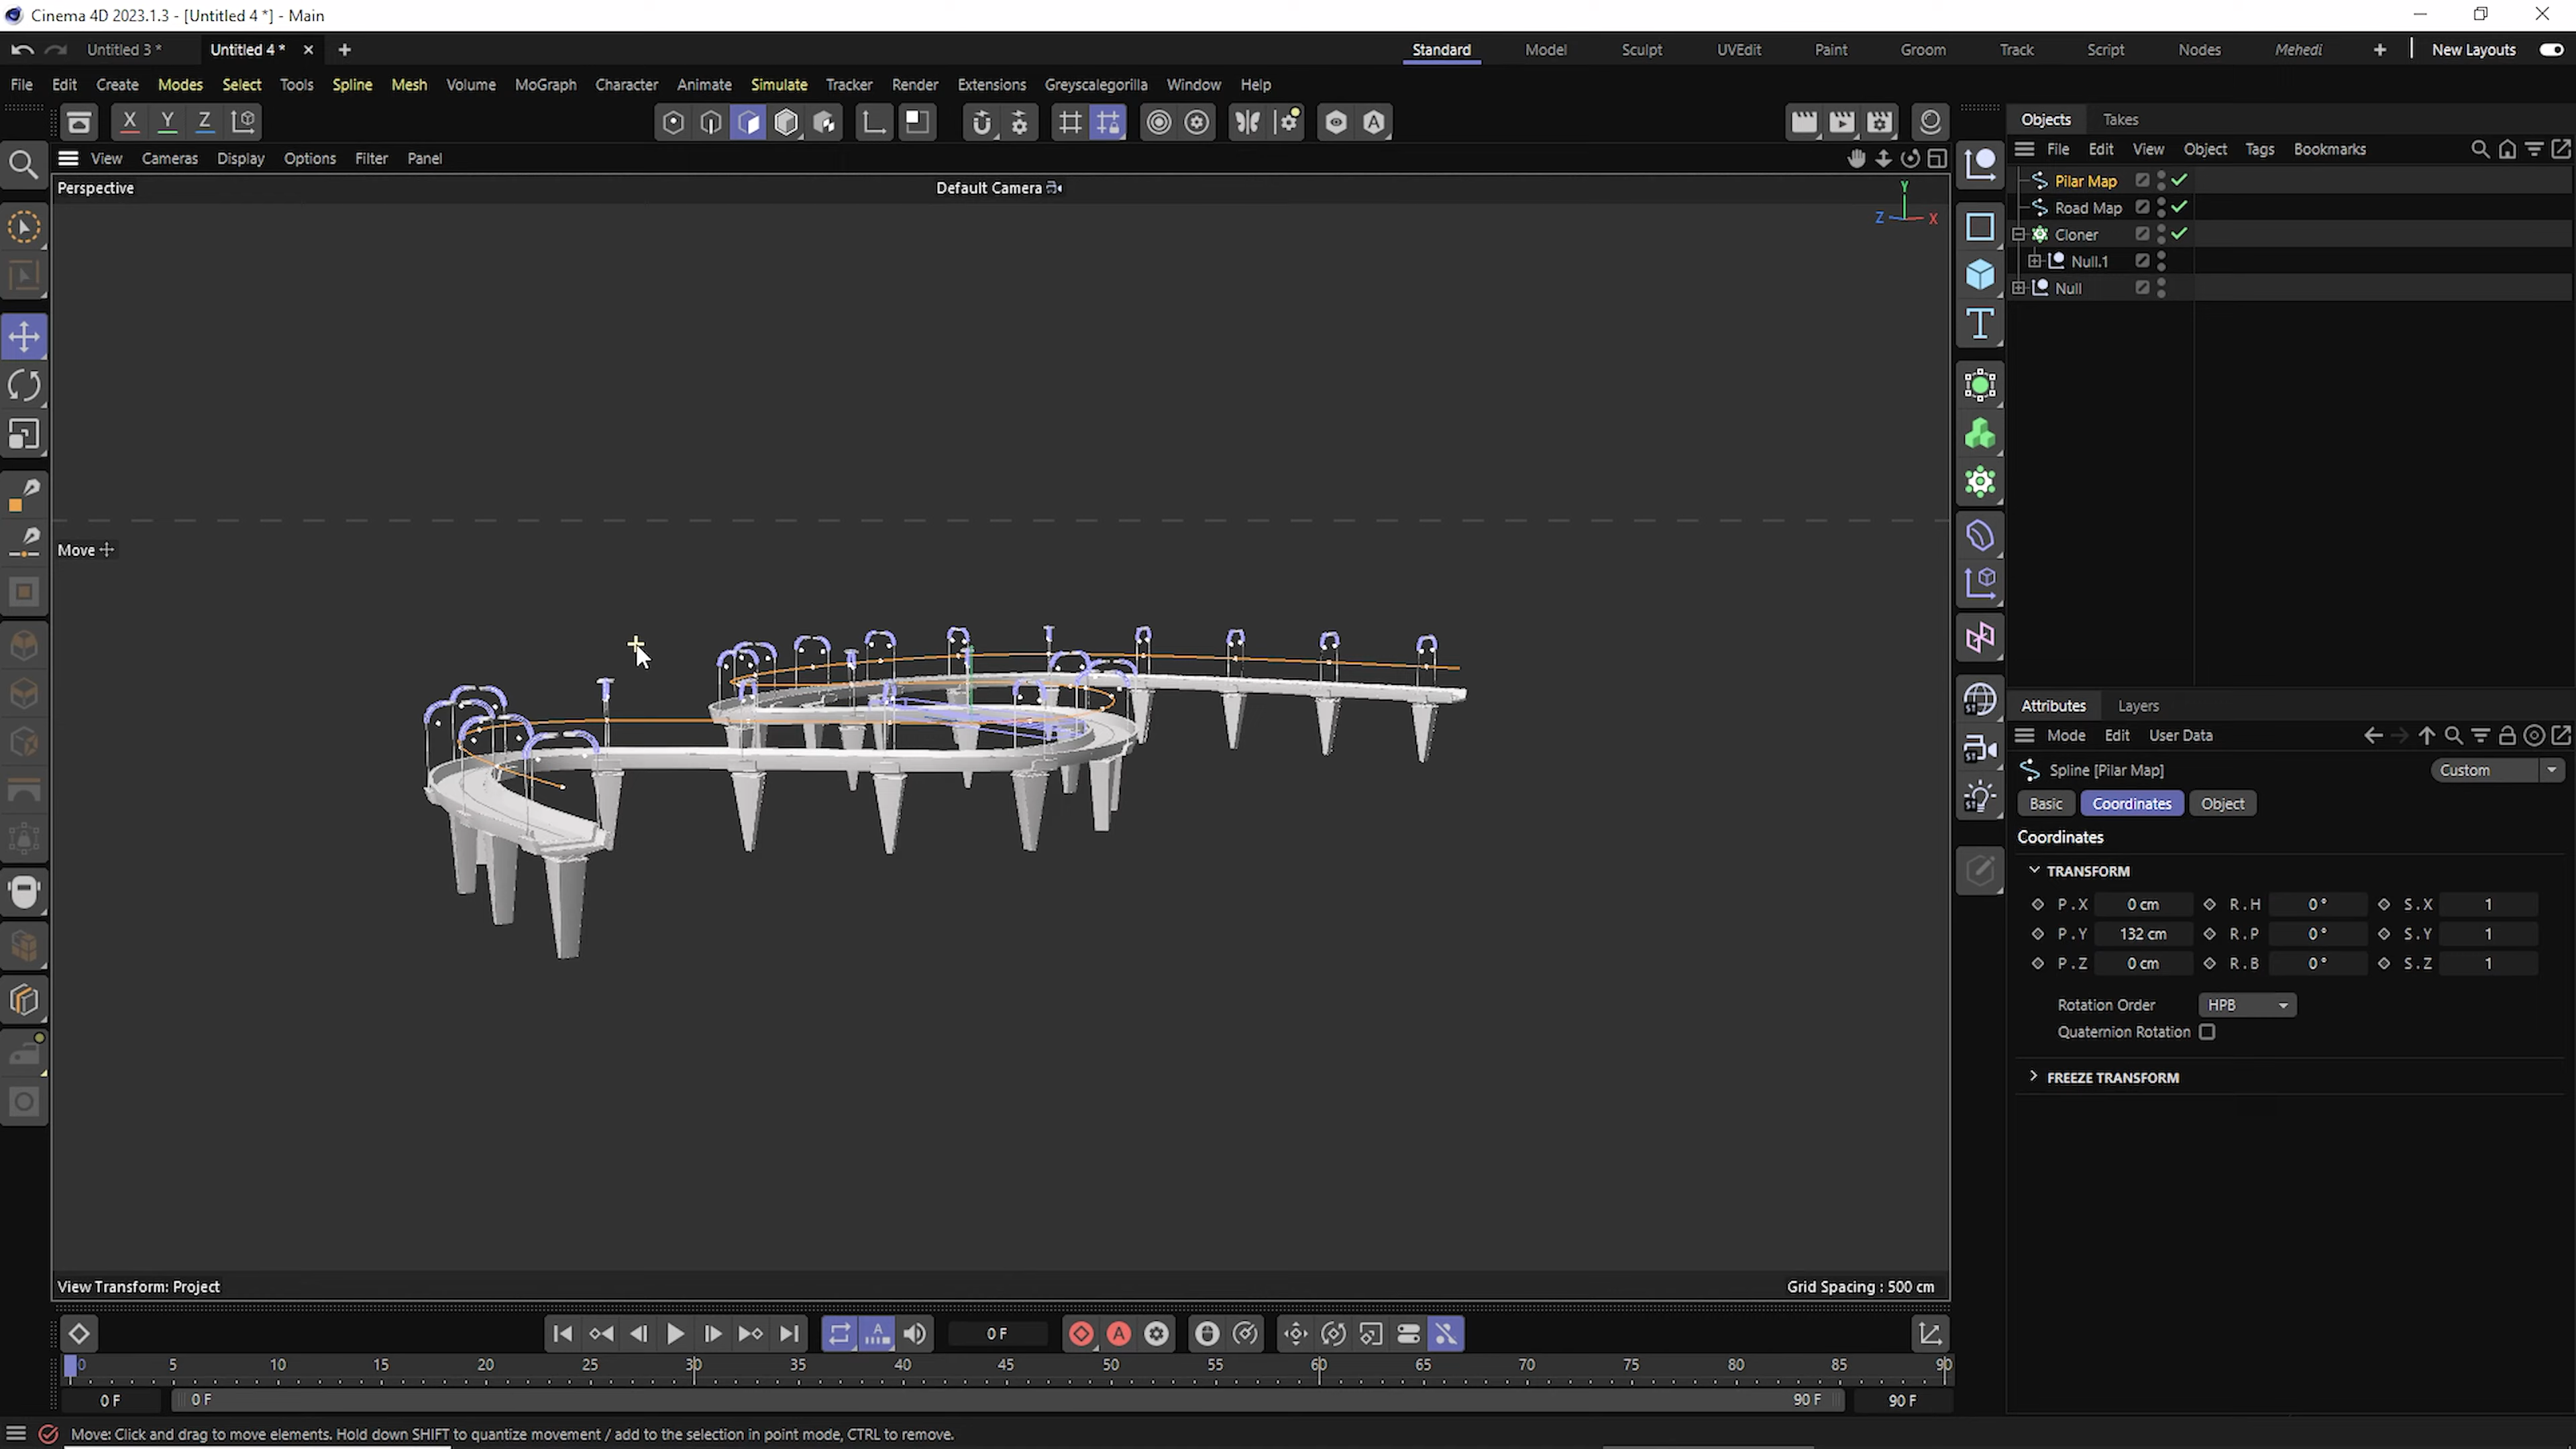 Cinema 4D 2023.1.3 - [Untitled 4 *] - Main
Untitled 3 *
Untitled 4 *
Standard
Model
Sculpt
UVEdit
Paint
Groom
Track
Script
Nodes
Mehedi
New Layouts
File Edit Create Modes Select Tools Spline Mesh Volume MoGraph Character Animate Simulate Tracker Render Extensions Greyscalegorilla Window Help
X Y Z
Objects Takes
View Cameras Display Options Filter Panel
File Edit View Object Tags Bookmarks
Perspective
Default Camera
Y
Z X
Pilar Map
Road Map
Cloner
Null.1
Null
Move
Attributes Layers
Mode Edit User Data
Spline [Pilar Map]
Custom
Basic Coordinates Object
Coordinates
TRANSFORM
P . X 0 cm R . H 0 ° S . X 1
P . Y 132 cm R . P 0 ° S . Y 1
P . Z 0 cm R . B 0 ° S . Z 1
Rotation Order HPB
Quaternion Rotation
FREEZE TRANSFORM
View Transform: Project
Grid Spacing : 500 cm
0 F
0 5 10 15 20 25 30 35 40 45 50 55 60 65 70 75 80 85 90
0 F 0 F 90 F 90 F
Move: Click and drag to move elements. Hold down SHIFT to quantize movement / add to the selection in point mode, CTRL to remove.